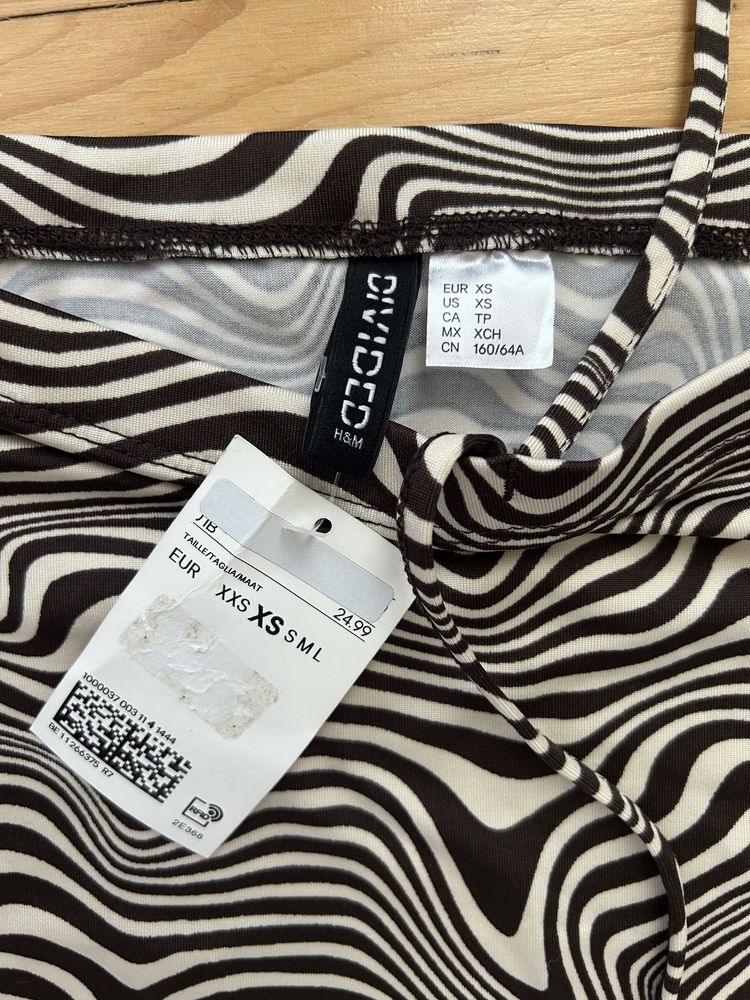 DIVIDED
H&M
EUR XS
US XS
CA TP
MX XCH
CN 160/64A
24.99
TAILLE/TAGLIA/MAAT
EUR XXS XS S M L
1000037 003 11 4 1444
BE 11266375 R7
RFID
2E368